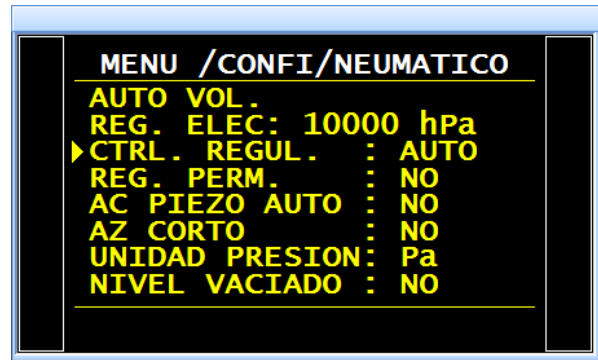 MENU /CONFI/NEUMATICO
AUTO VOL.
REG. ELEC: 10000 hPa
CTRL. REGUL. : AUTO
REG. PERM. : NO
AC PIEZO AUTO : NO
AZ CORTO : NO
UNIDAD PRESION: Pa
NIVEL VACIADO : NO